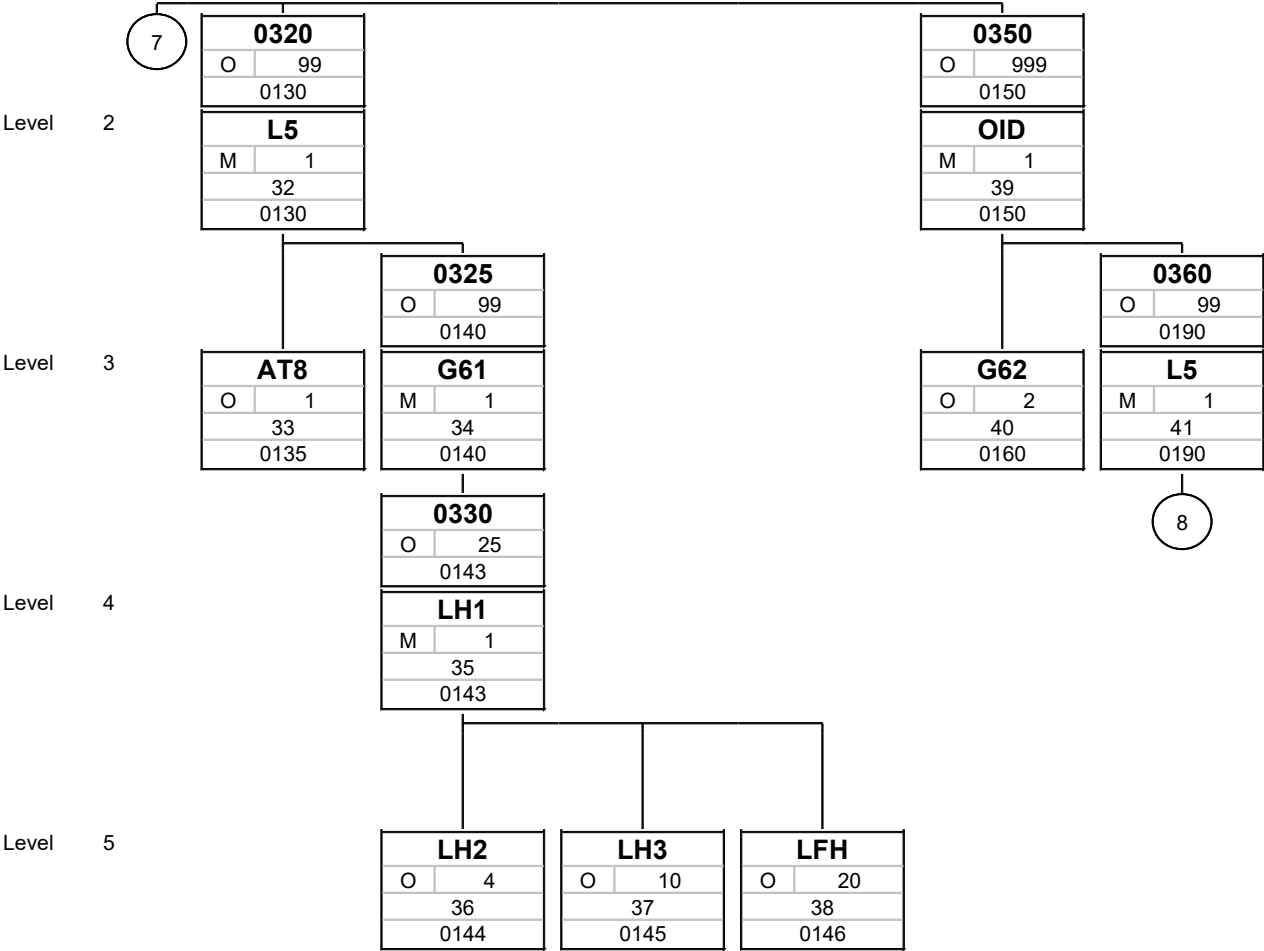 7
0320
O 99
0130
0350
O 999
0150
Level 2
L5
M 1
32
0130
OID
M 1
39
0150
0325
O 99
0140
0360
O 99
0190
Level 3
AT8
O 1
33
0135
G61
M 1
34
0140
G62
O 2
40
0160
L5
M 1
41
0190
0330
O 25
0143
8
Level 4
LH1
M 1
35
0143
Level 5
LH2
O 4
36
0144
LH3
O 10
37
0145
LFH
O 20
38
0146